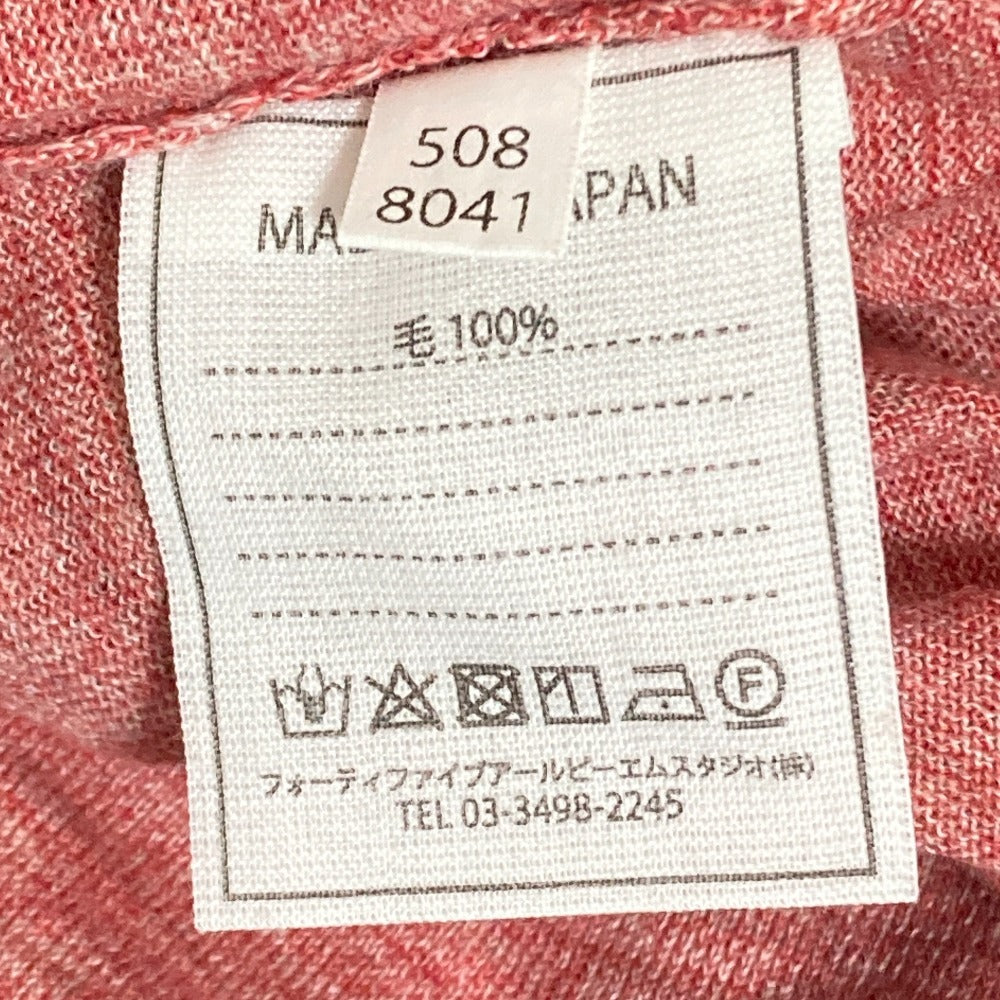 508
8041
MA APAN
毛 100%
F
フォーティファイブアールピーエムスタジオ(株)
TEL 03-3498-2245